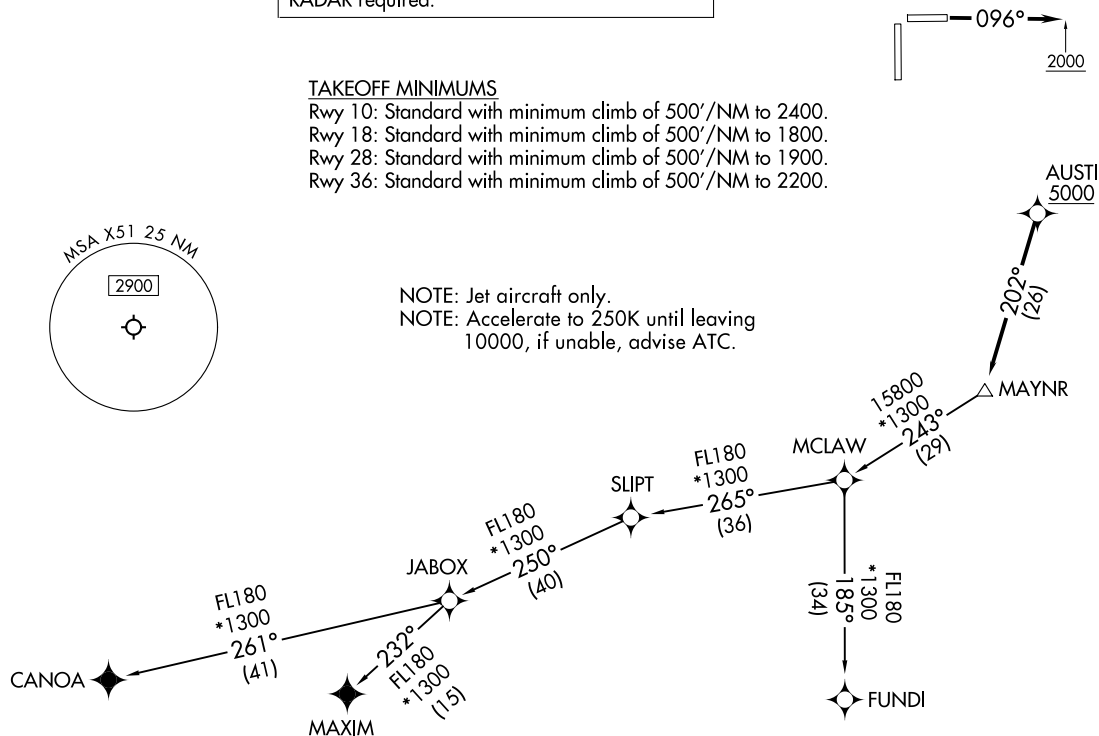 RADAR required.
096°
2000
TAKEOFF MINIMUMS
Rwy 10: Standard with minimum climb of 500'/NM to 2400.
Rwy 18: Standard with minimum climb of 500'/NM to 1800.
Rwy 28: Standard with minimum climb of 500'/NM to 1900.
Rwy 36: Standard with minimum climb of 500'/NM to 2200.
AUSTI
5000
MSA X51 25 NM
2900
NOTE: Jet aircraft only.
NOTE: Accelerate to 250K until leaving
10000, if unable, advise ATC.
202°
(26)
MAYNR
15800
*1300
243°
(29)
MCLAW
FL180
*1300
265°
(36)
SLIPT
FL180
*1300
250°
(40)
JABOX
FL180
*1300
185°
(34)
FL180
*1300
261°
(41)
232°
FL180
*1300
(15)
CANOA
MAXIM
FUNDI